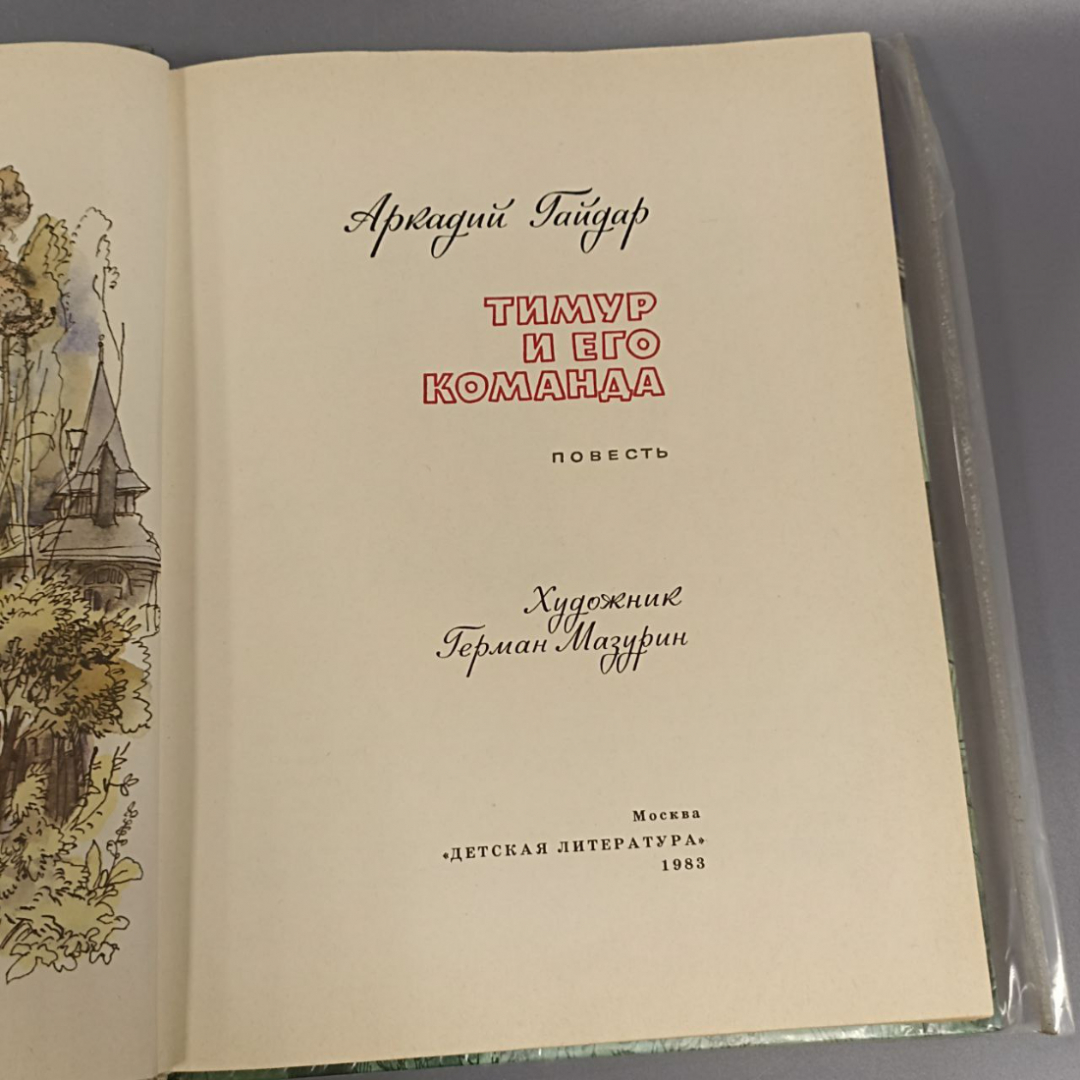 Аркадий Гайдар
ТИМУР
И ЕГО
КОМАНДА
ПОВЕСТЬ
Художник
Герман Мазурин
Москва
«ДЕТСКАЯ ЛИТЕРАТУРА»
1983